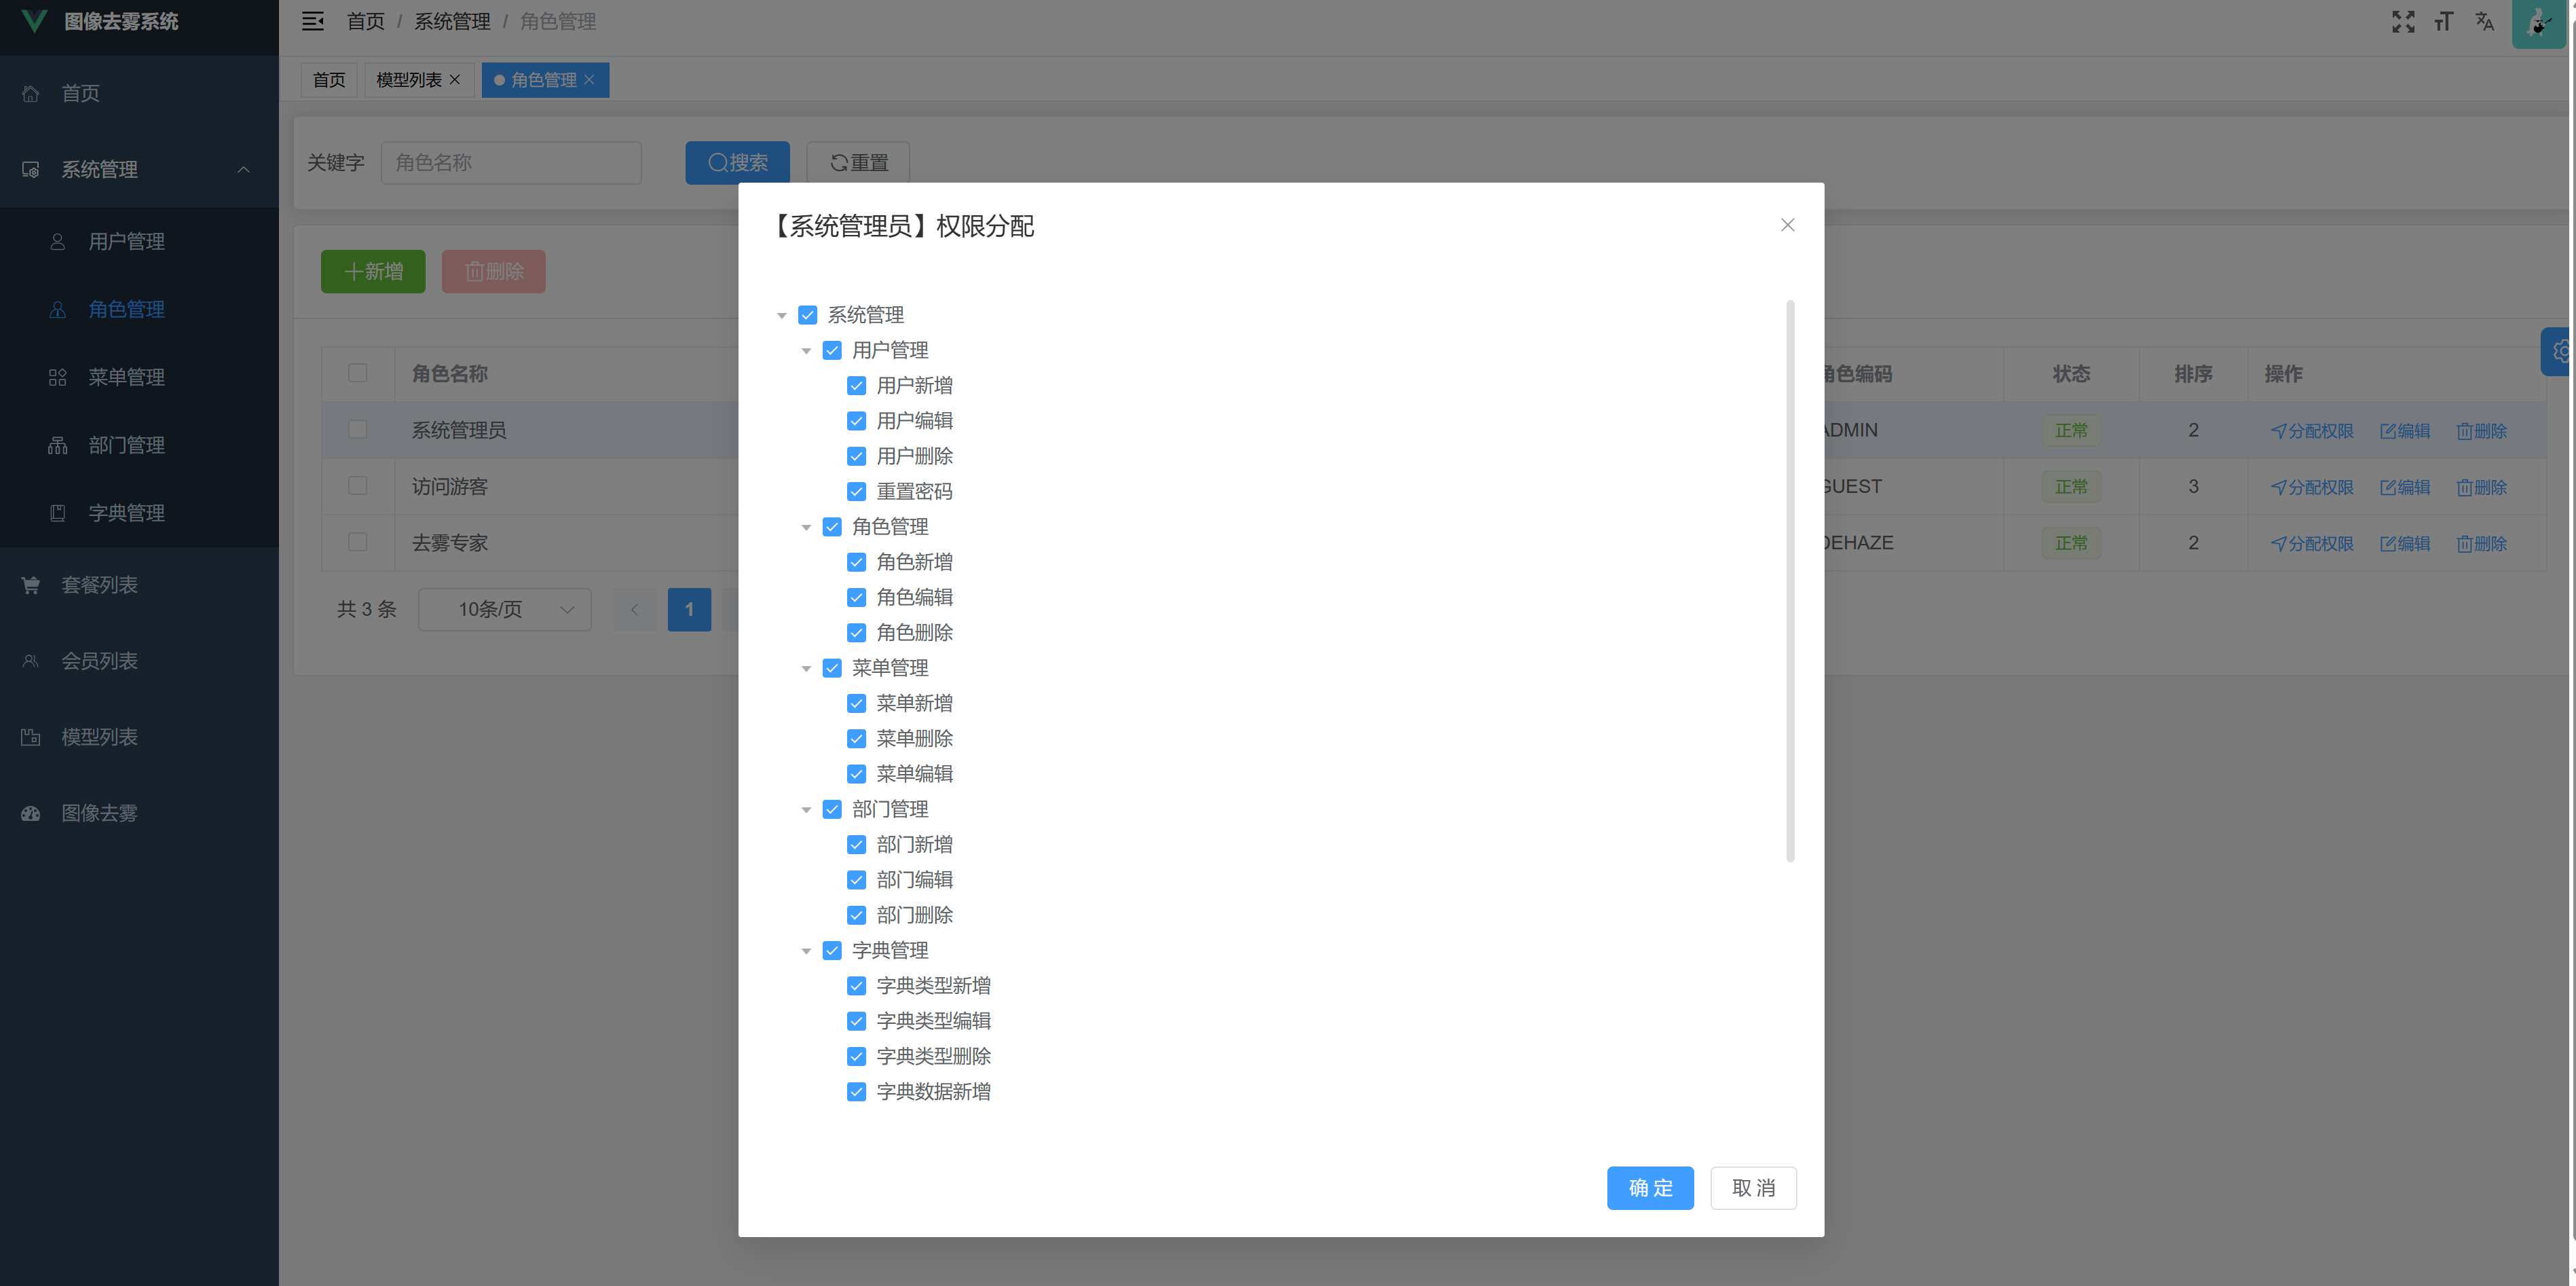 图像去雾系统
首页 / 系统管理 / 角色管理
首页
模型列表
角色管理
首页
系统管理
用户管理
角色管理
菜单管理
部门管理
字典管理
套餐列表
会员列表
模型列表
图像去雾
关键字
角色名称
搜索
重置
新增
删除
角色名称
角色编码
状态
排序
操作
系统管理员
ADMIN
正常
2
分配权限
编辑
删除
访问游客
GUEST
正常
3
分配权限
编辑
删除
去雾专家
DEHAZE
正常
2
分配权限
编辑
删除
共 3 条
10条/页
1
【系统管理员】权限分配
系统管理
用户管理
用户新增
用户编辑
用户删除
重置密码
角色管理
角色新增
角色编辑
角色删除
菜单管理
菜单新增
菜单删除
菜单编辑
部门管理
部门新增
部门编辑
部门删除
字典管理
字典类型新增
字典类型编辑
字典类型删除
字典数据新增
确 定
取 消